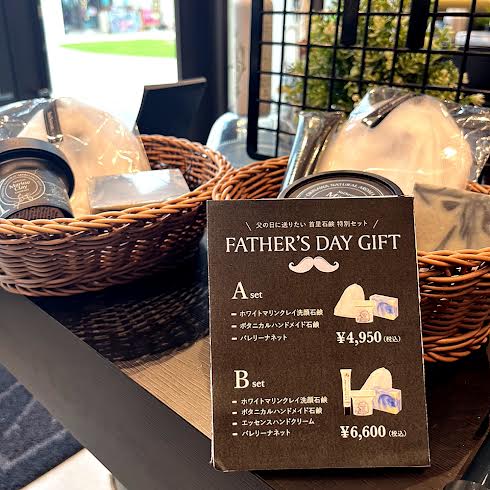 父の日に送りたい 首里石鹸 特別セット
FATHER'S DAY GIFT
A set
ホワイトマリンクレイ洗顔石鹸
ボタニカルハンドメイド石鹸
バレリーナネット
¥4,950(税込)
B set
ホワイトマリンクレイ洗顔石鹸
ボタニカルハンドメイド石鹸
エッセンスハンドクリーム
バレリーナネット
¥6,600(税込)
Marine
Clay
NATURAL AROMA